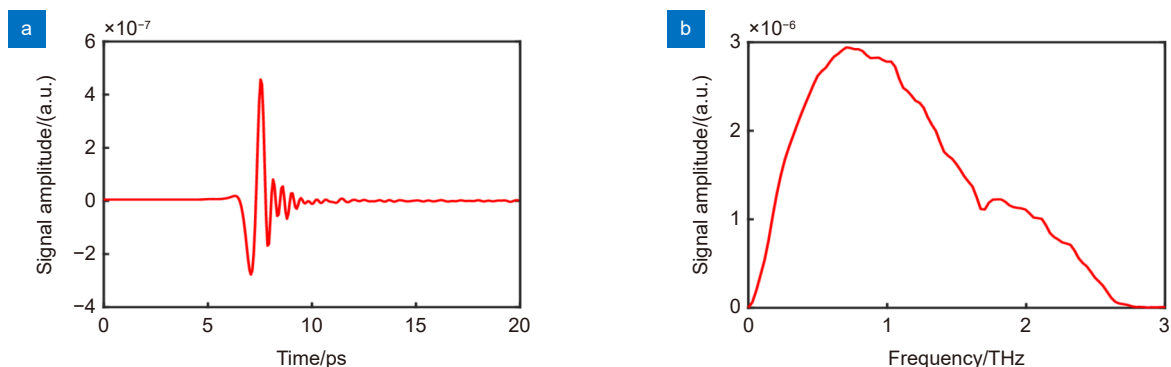 a
×10⁻⁷
6
4
2
0
−2
−4
Signal amplitude/(a.u.)
0 5 10 15 20
Time/ps
b
×10⁻⁶
3
2
1
0
Signal amplitude/(a.u.)
0 1 2 3
Frequency/THz